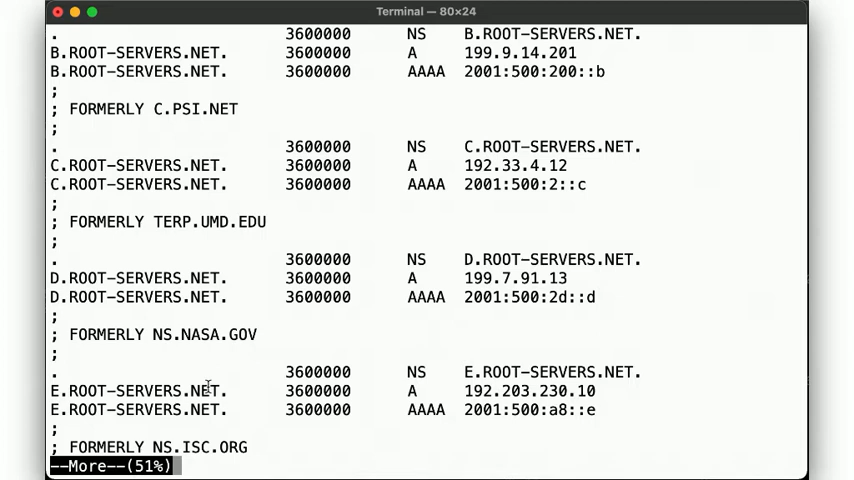 Terminal — 80×24
. 3600000 NS B.ROOT-SERVERS.NET.
B.ROOT-SERVERS.NET. 3600000 A 199.9.14.201
B.ROOT-SERVERS.NET. 3600000 AAAA 2001:500:200::b
;
; FORMERLY C.PSI.NET
;
. 3600000 NS C.ROOT-SERVERS.NET.
C.ROOT-SERVERS.NET. 3600000 A 192.33.4.12
C.ROOT-SERVERS.NET. 3600000 AAAA 2001:500:2::c
;
; FORMERLY TERP.UMD.EDU
;
. 3600000 NS D.ROOT-SERVERS.NET.
D.ROOT-SERVERS.NET. 3600000 A 199.7.91.13
D.ROOT-SERVERS.NET. 3600000 AAAA 2001:500:2d::d
;
; FORMERLY NS.NASA.GOV
;
. 3600000 NS E.ROOT-SERVERS.NET.
E.ROOT-SERVERS.NET. 3600000 A 192.203.230.10
E.ROOT-SERVERS.NET. 3600000 AAAA 2001:500:a8::e
;
; FORMERLY NS.ISC.ORG
--More--(51%)